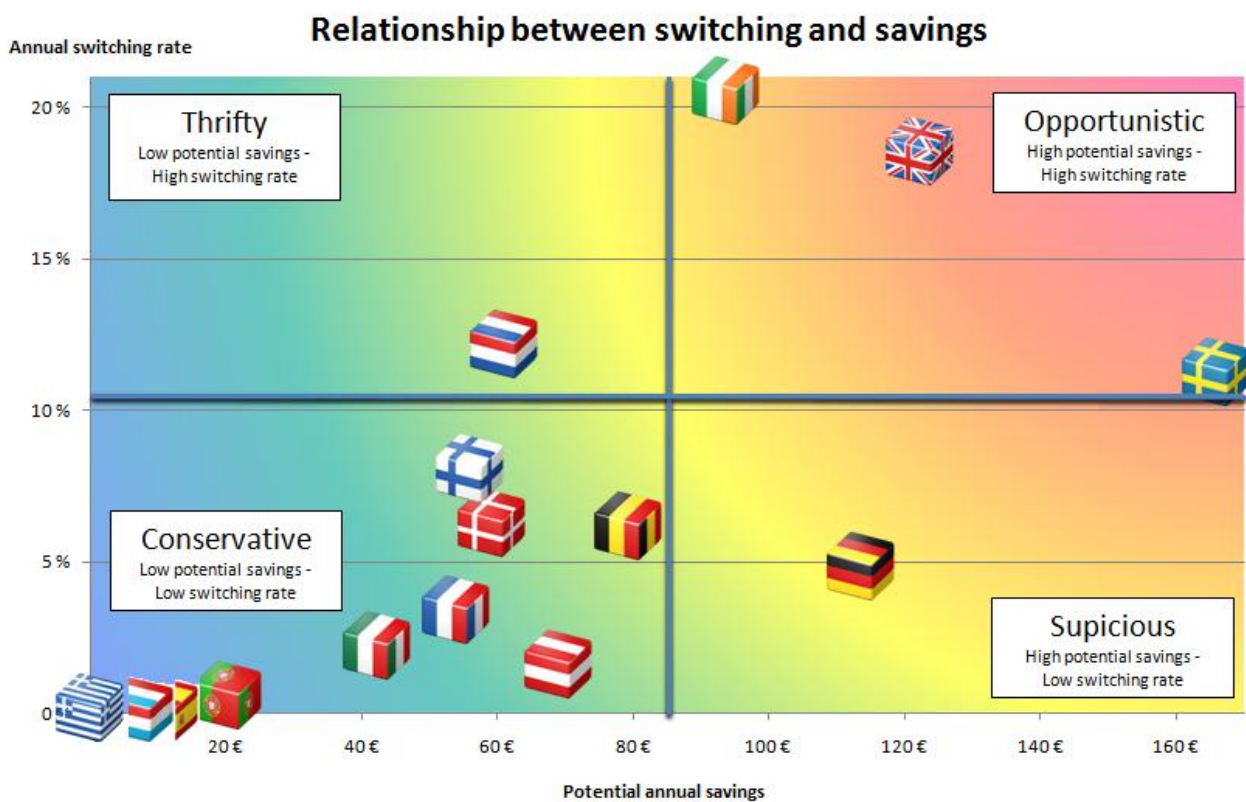 Relationship between switching and savings
Annual switching rate
20 %
15 %
10 %
5 %
0
Thrifty
Low potential savings -
High switching rate
Opportunistic
High potential savings -
High switching rate
Conservative
Low potential savings -
Low switching rate
Supicious
High potential savings -
Low switching rate
20 €
40 €
60 €
80 €
100 €
120 €
140 €
160 €
Potential annual savings